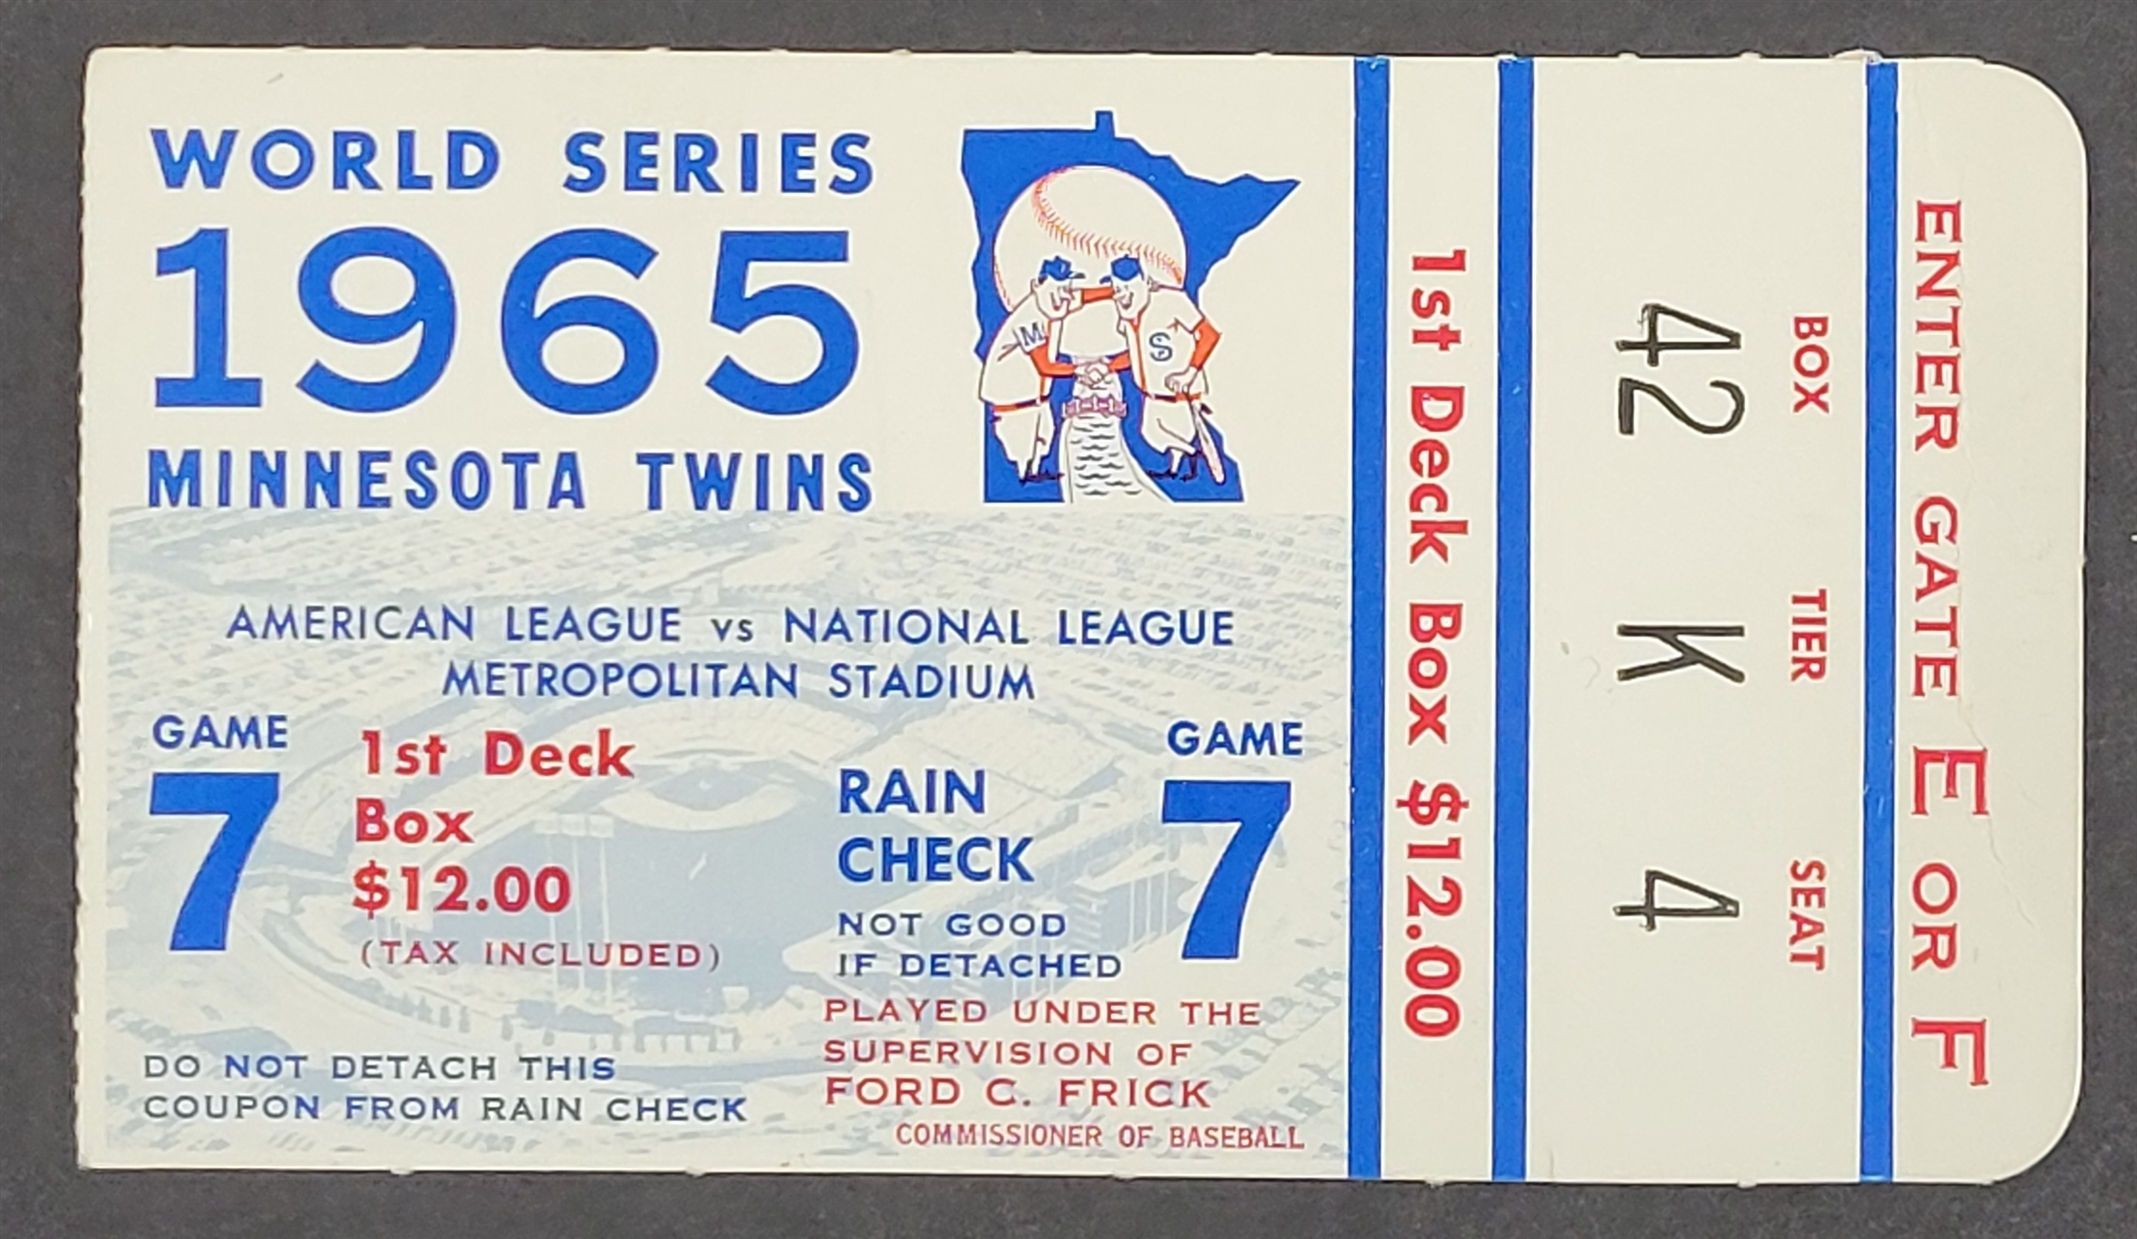 WORLD SERIES
1965
MINNESOTA TWINS
M
S
AMERICAN LEAGUE vs NATIONAL LEAGUE
METROPOLITAN STADIUM
GAME
7
1st Deck
Box
$12.00
(TAX INCLUDED)
DO NOT DETACH THIS
COUPON FROM RAIN CHECK
RAIN
CHECK
NOT GOOD
IF DETACHED
GAME
7
PLAYED UNDER THE
SUPERVISION OF
FORD C. FRICK
COMMISSIONER OF BASEBALL
1st Deck Box $12.00
ENTER GATE E OR F
BOX TIER SEAT
42 K 4